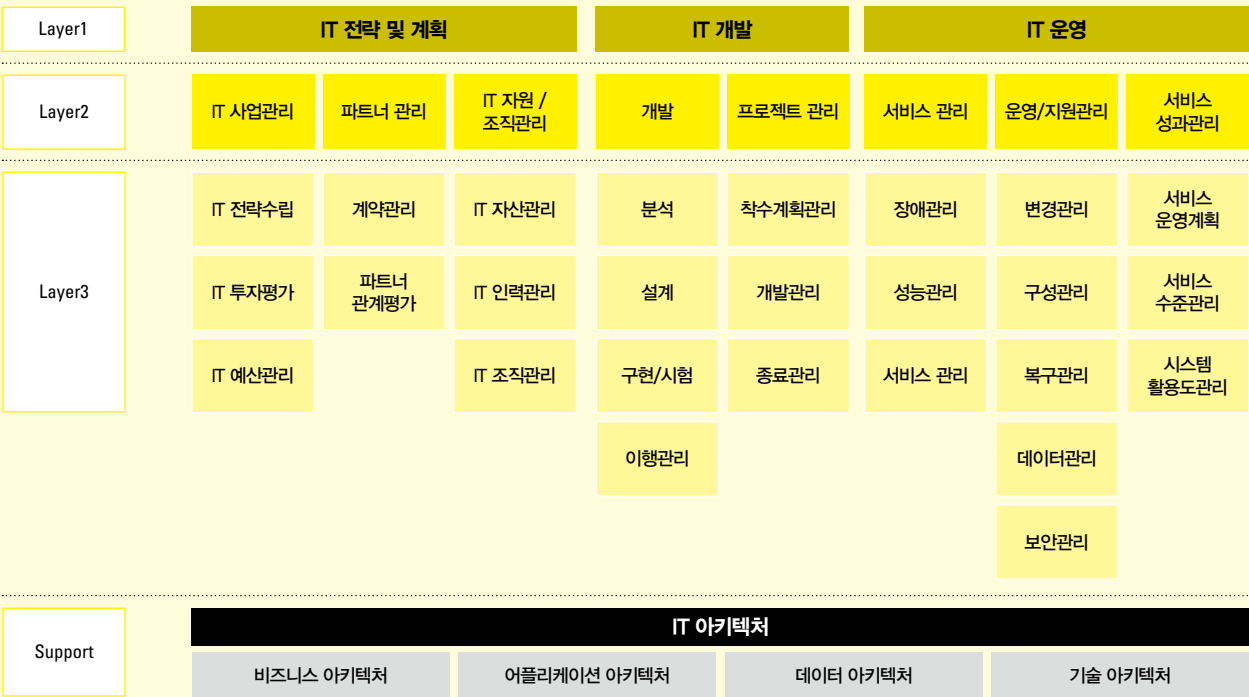 Layer1
IT 전략 및 계획
IT 개발
IT 운영
Layer2
IT 사업관리
파트너 관리
IT 자원 /
조직관리
개발
프로젝트 관리
서비스 관리
운영/지원관리
서비스
성과관리
Layer3
IT 전략수립
계약관리
IT 자산관리
분석
착수계획관리
장애관리
변경관리
서비스
운영계획
IT 투자평가
파트너
관계평가
IT 인력관리
설계
개발관리
성능관리
구성관리
서비스
수준관리
IT 예산관리
IT 조직관리
구현/시험
종료관리
서비스 관리
복구관리
시스템
활용도관리
이행관리
데이터관리
보안관리
Support
IT 아키텍처
비즈니스 아키텍처
어플리케이션 아키텍처
데이터 아키텍처
기술 아키텍처